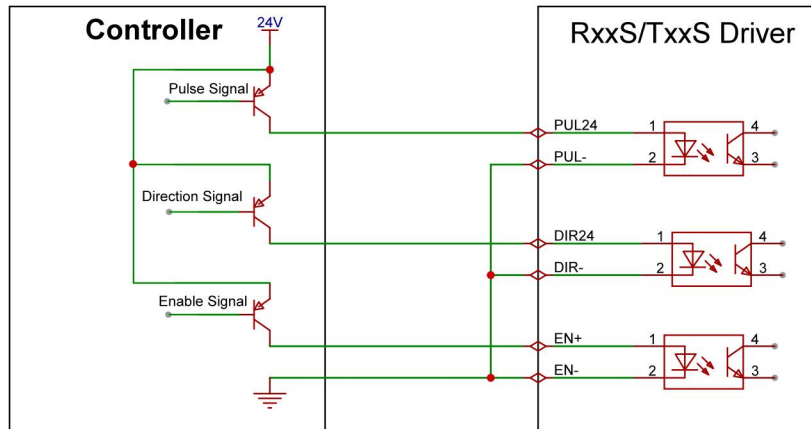 Controller
24V
RxxS/TxxS Driver
Pulse Signal
PUL24
1
4
PUL-
2
3
Direction Signal
DIR24
1
4
DIR-
2
3
Enable Signal
EN+
1
4
EN-
2
3